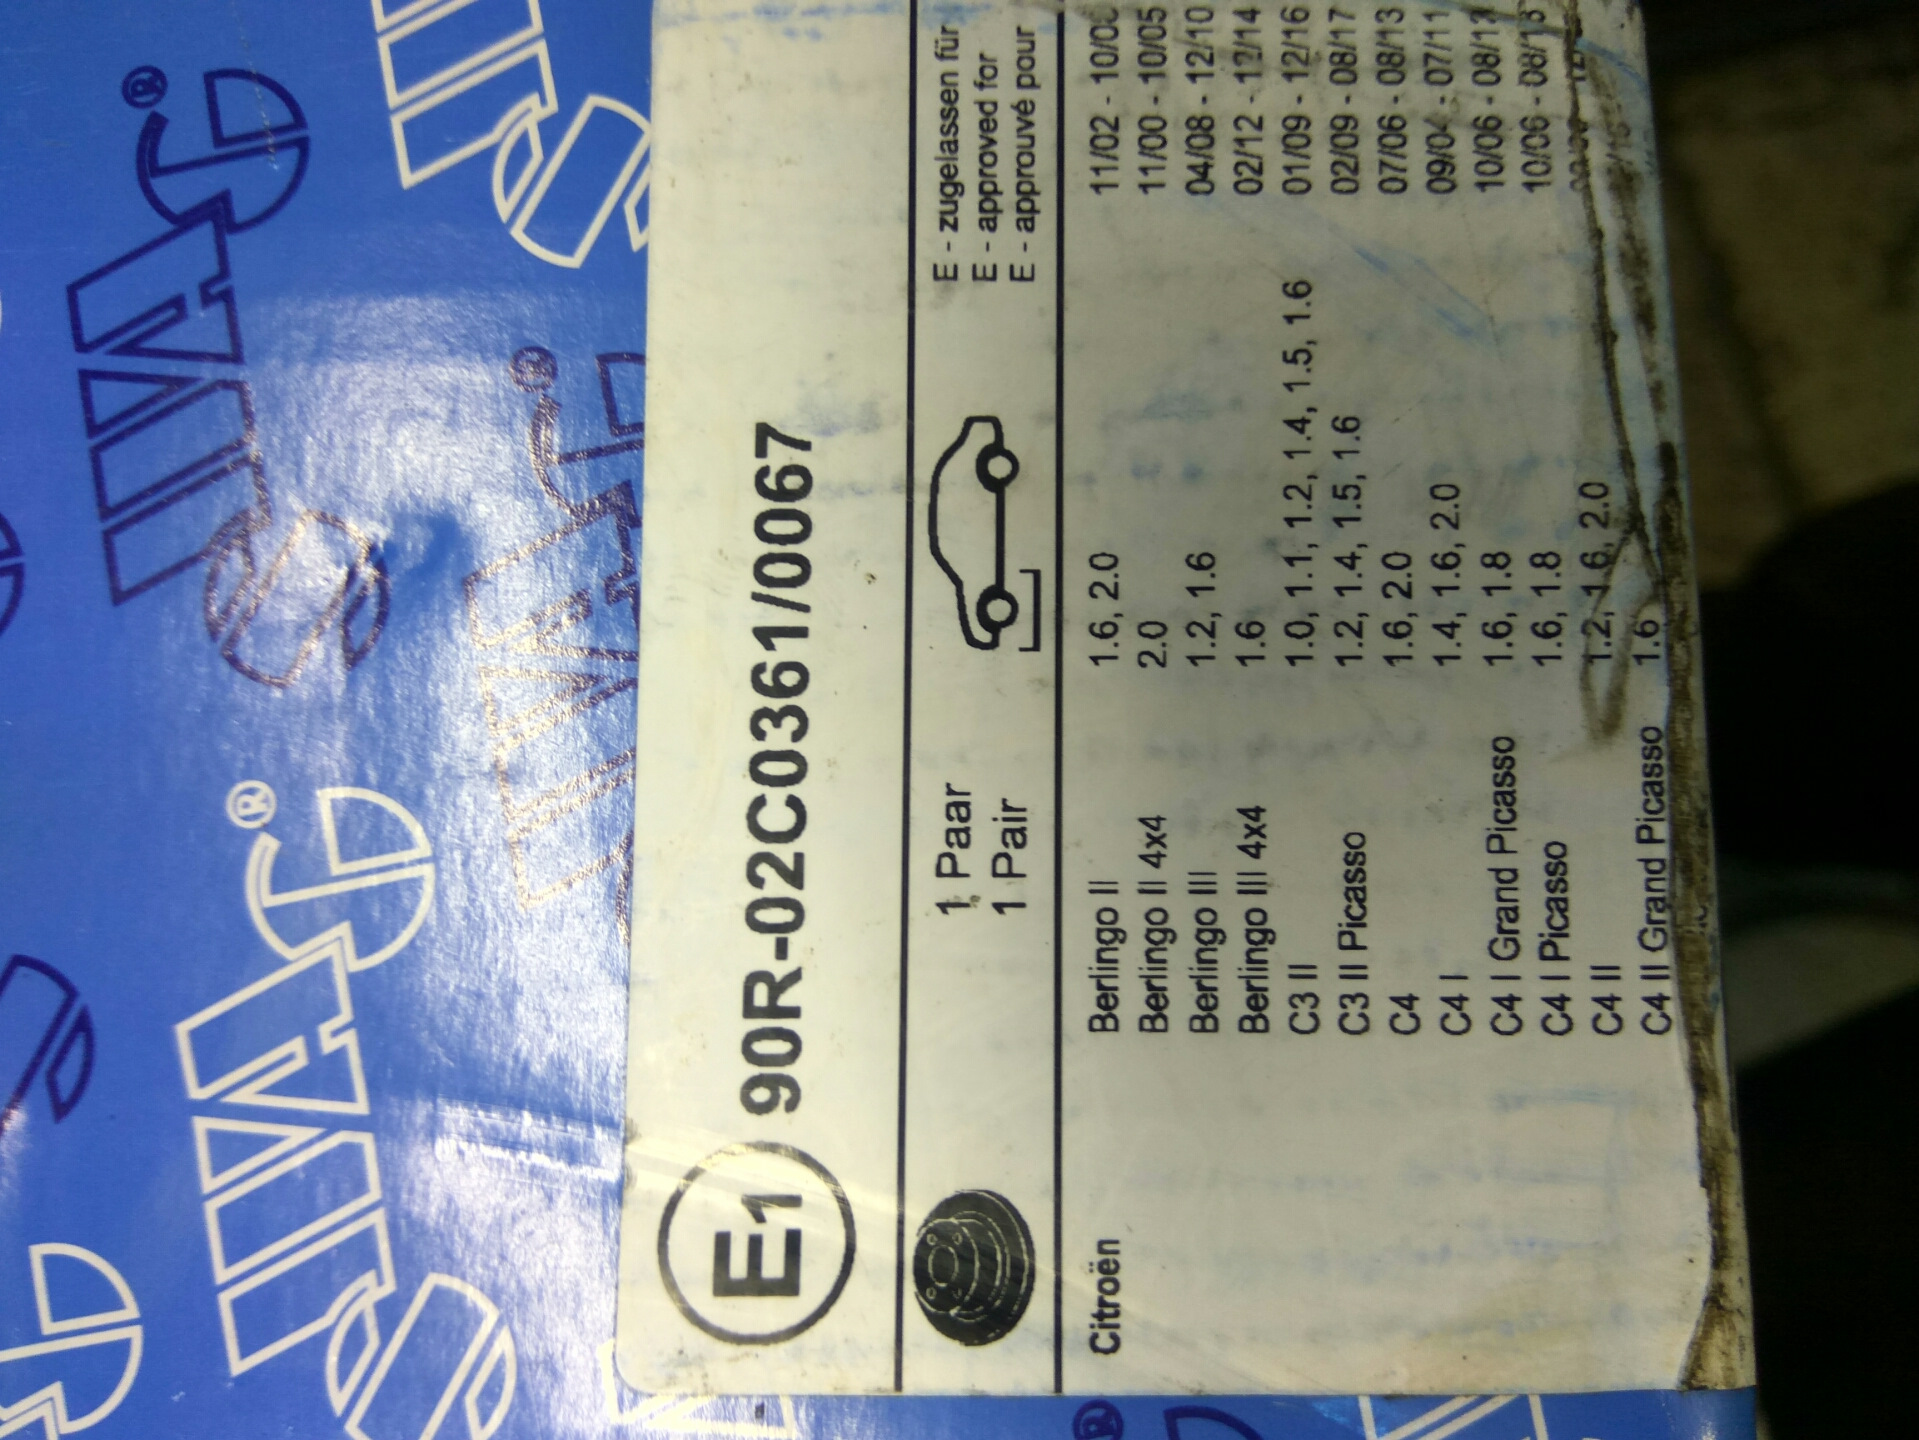 E1 90R-02C0361/0067
1 Paar
1 Pair
E - zugelassen für
E - approved for
E - approuvé pour
Citroën
Berlingo II 1.6, 2.0 11/02 -
Berlingo II 4x4 2.0 11/00 - 10/05
Berlingo III 1.2, 1.6 04/08 - 12/10
Berlingo III 4x4 1.6 02/12 - 12/14
C3 II 1.0, 1.1, 1.2, 1.4, 1.5, 1.6 01/09 - 12/16
C3 II Picasso 1.2, 1.4, 1.5, 1.6 02/09 - 08/17
C4 1.6, 2.0 07/06 - 08/13
C4 I 1.4, 1.6, 2.0 09/04 - 07/11
C4 I Grand Picasso 1.6, 1.8 10/06 - 08/13
C4 I Picasso 1.6, 1.8 10/06 - 08/13
C4 II 1.2, 1.6, 2.0
C4 II Grand Picasso 1.6